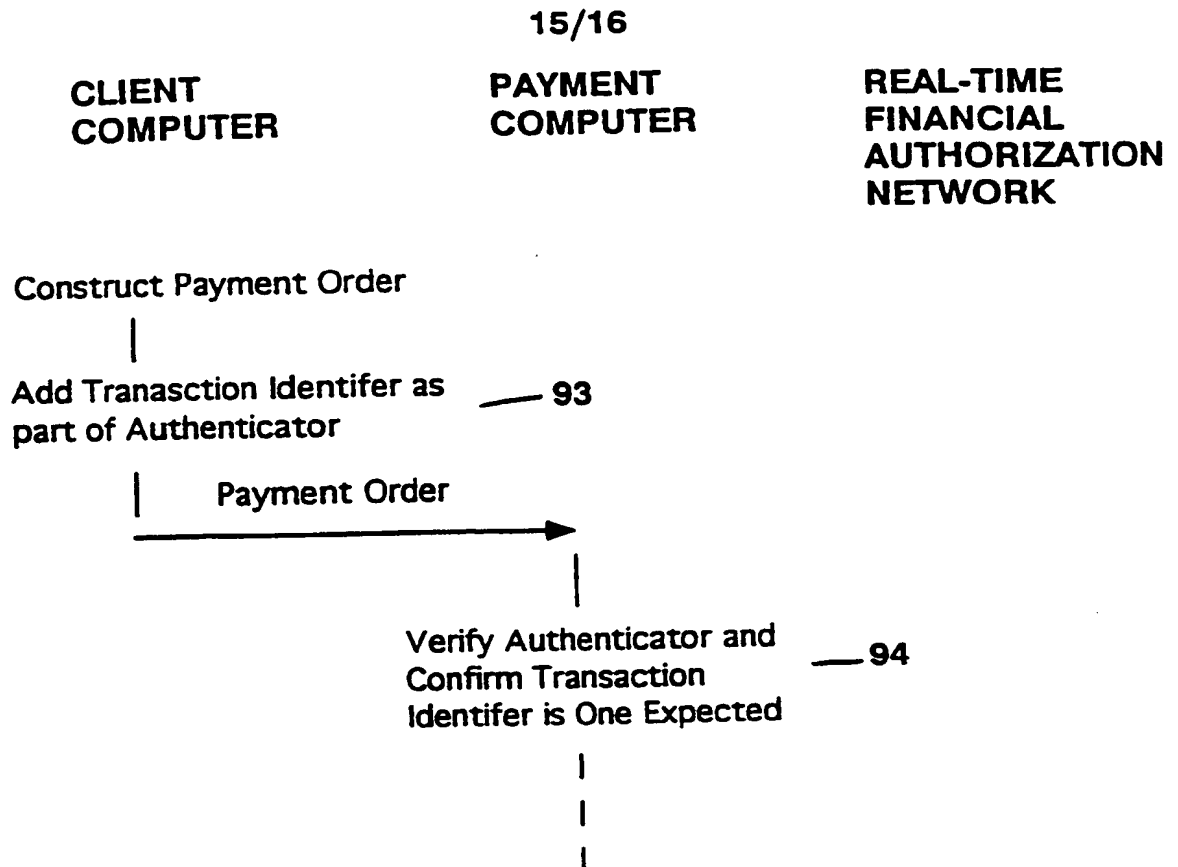 15/16
CLIENT
COMPUTER
PAYMENT
COMPUTER
REAL-TIME
FINANCIAL
AUTHORIZATION
NETWORK
Construct Payment Order
Add Tranasction Identifer as
part of Authenticator
93
Payment Order
Verify Authenticator and
Confirm Transaction
Identifer is One Expected
94